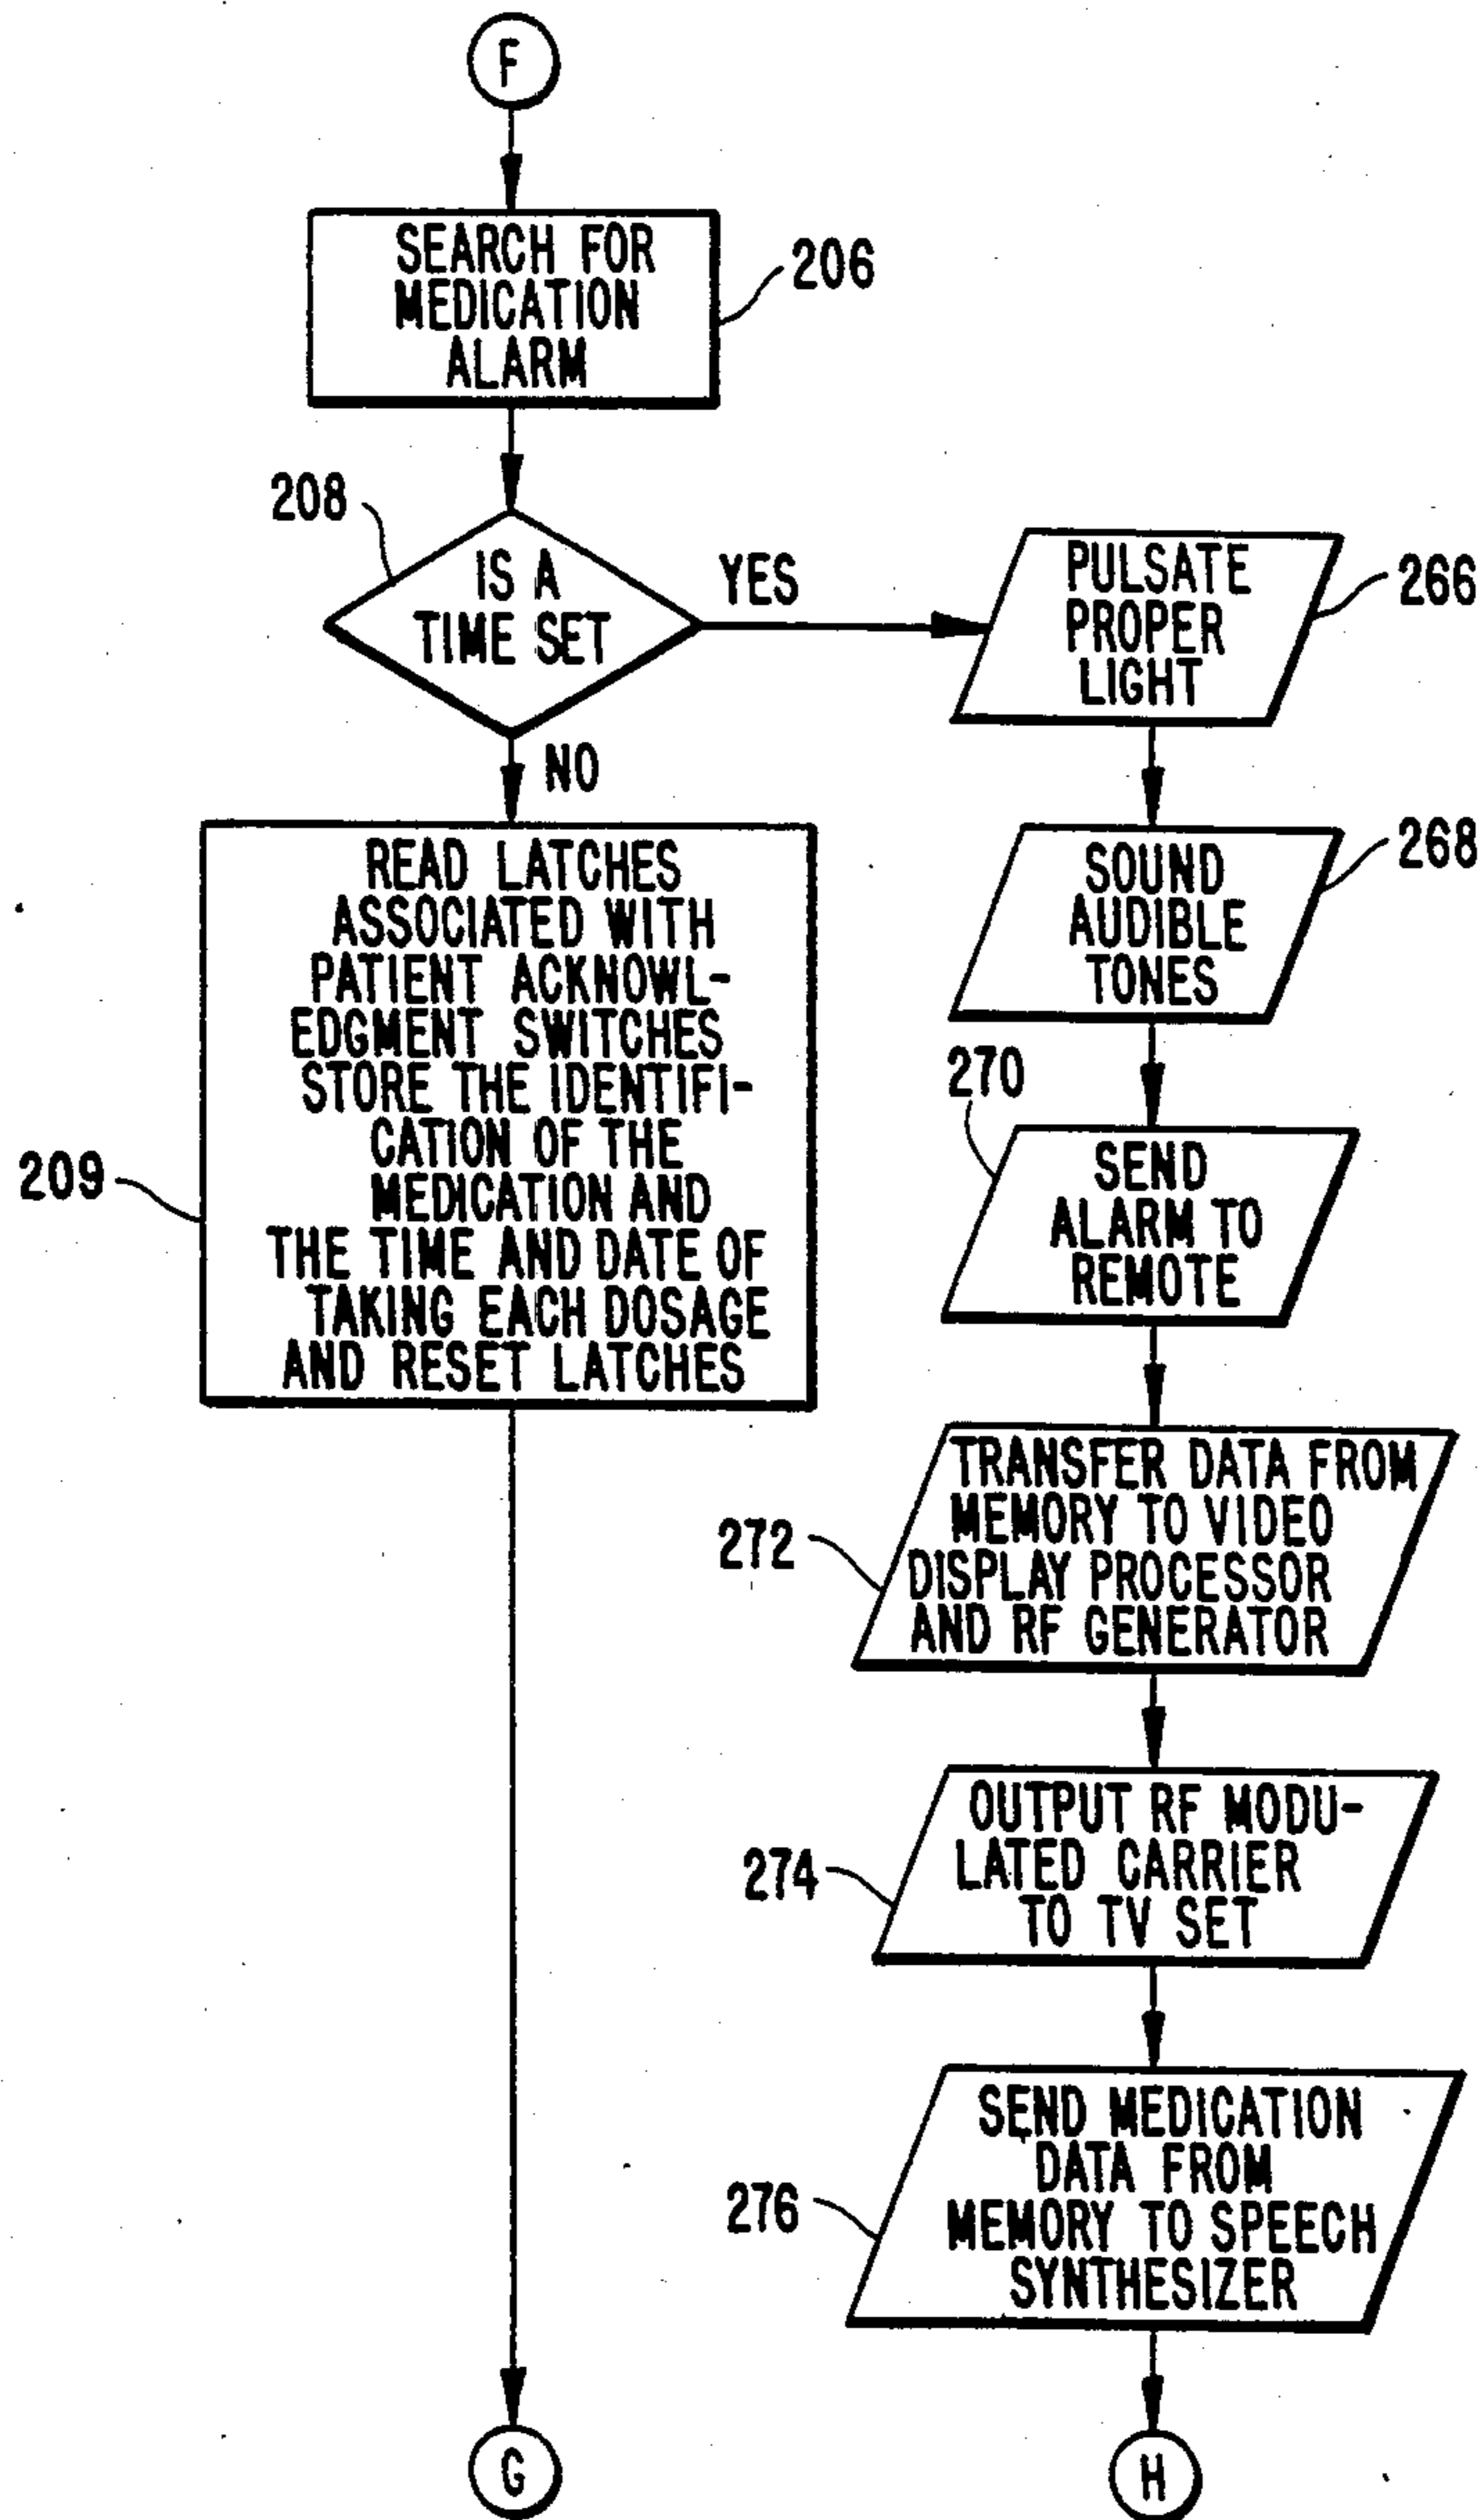 F
SEARCH FOR
MEDICATION
ALARM
206
208
IS A
TIME SET
YES
NO
READ LATCHES
ASSOCIATED WITH
PATIENT ACKNOWL-
EDGMENT SWITCHES
STORE THE IDENTIFI-
CATION OF THE
MEDICATION AND
THE TIME AND DATE OF
TAKING EACH DOSAGE
AND RESET LATCHES
209
G
PULSATE
PROPER
LIGHT
266
SOUND
AUDIBLE
TONES
268
270
SEND
ALARM TO
REMOTE
272
TRANSFER DATA FROM
MEMORY TO VIDEO
DISPLAY PROCESSOR
AND RF GENERATOR
274
OUTPUT RF MODU-
LATED CARRIER
TO TV SET
276
SEND MEDICATION
DATA FROM
MEMORY TO SPEECH
SYNTHESIZER
H